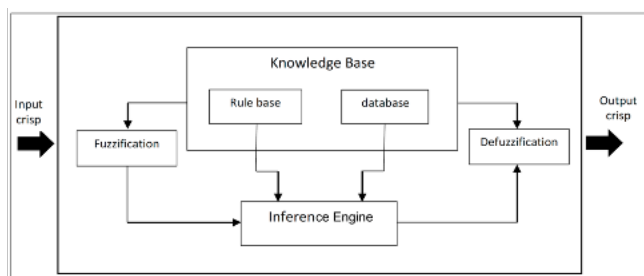 Knowledge Base
Input
crisp
Rule base
database
Output
crisp
Fuzzification
Defuzzification
Inference Engine